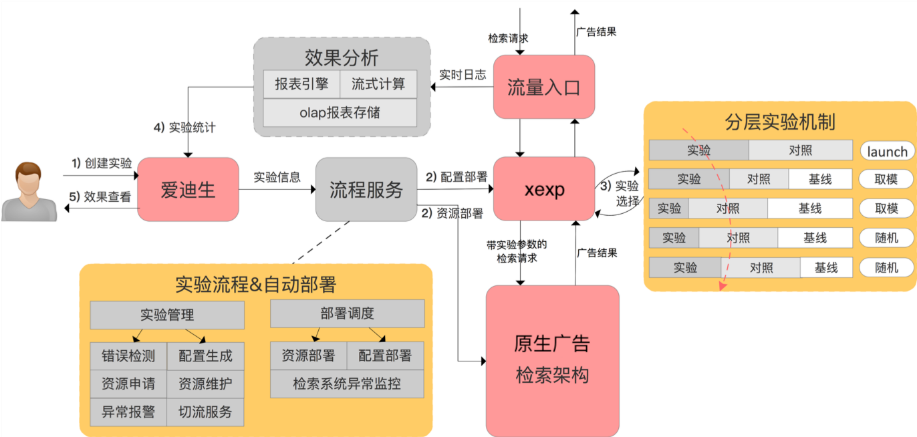 检索请求
广告结果
效果分析
报表引擎
流式计算
olap报表存储
实时日志
流量入口
4) 实验统计
分层实验机制
实验
对照
launch
实验
对照
基线
取模
实验
对照
基线
取模
实验
对照
基线
随机
实验
对照
基线
随机
1) 创建实验
5) 效果查看
爱迪生
实验信息
流程服务
2) 配置部署
2) 资源部署
xexp
3) 实验
选择
带实验参数的
检索请求
广告结果
实验流程&自动部署
实验管理
错误检测
配置生成
资源申请
资源维护
异常报警
切流服务
部署调度
资源部署
配置部署
检索系统异常监控
原生广告
检索架构